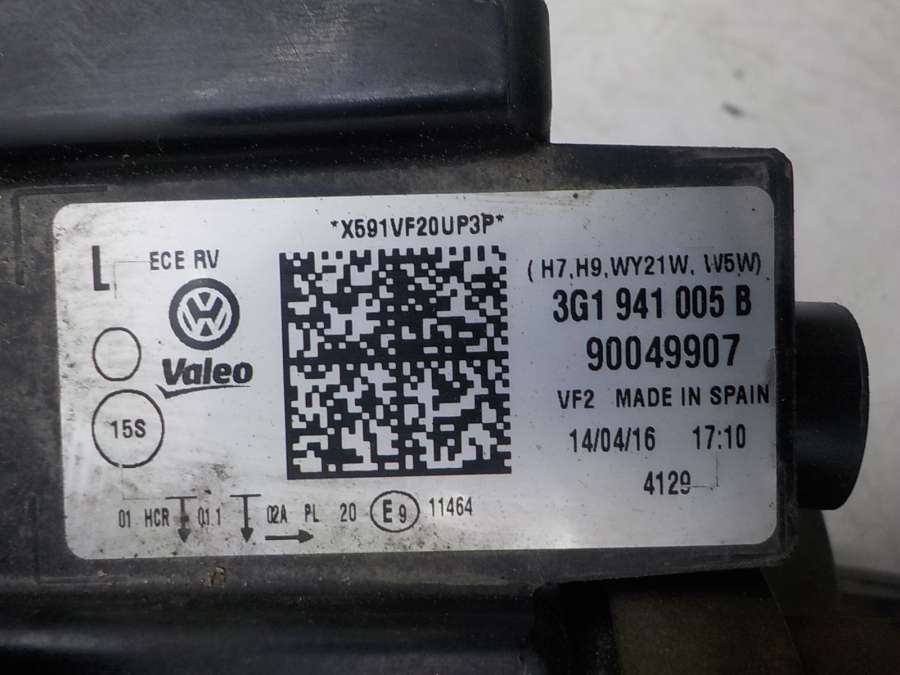 *X591VF20UP3P*
L ECE RV
(H7,H9,WY21W, W5W)
3G1 941 005 B
Valeo
90049907
VF2 MADE IN SPAIN
15S
14/04/16 17:10
4129
01 HCR 01.1 02A PL 20 E9 11464